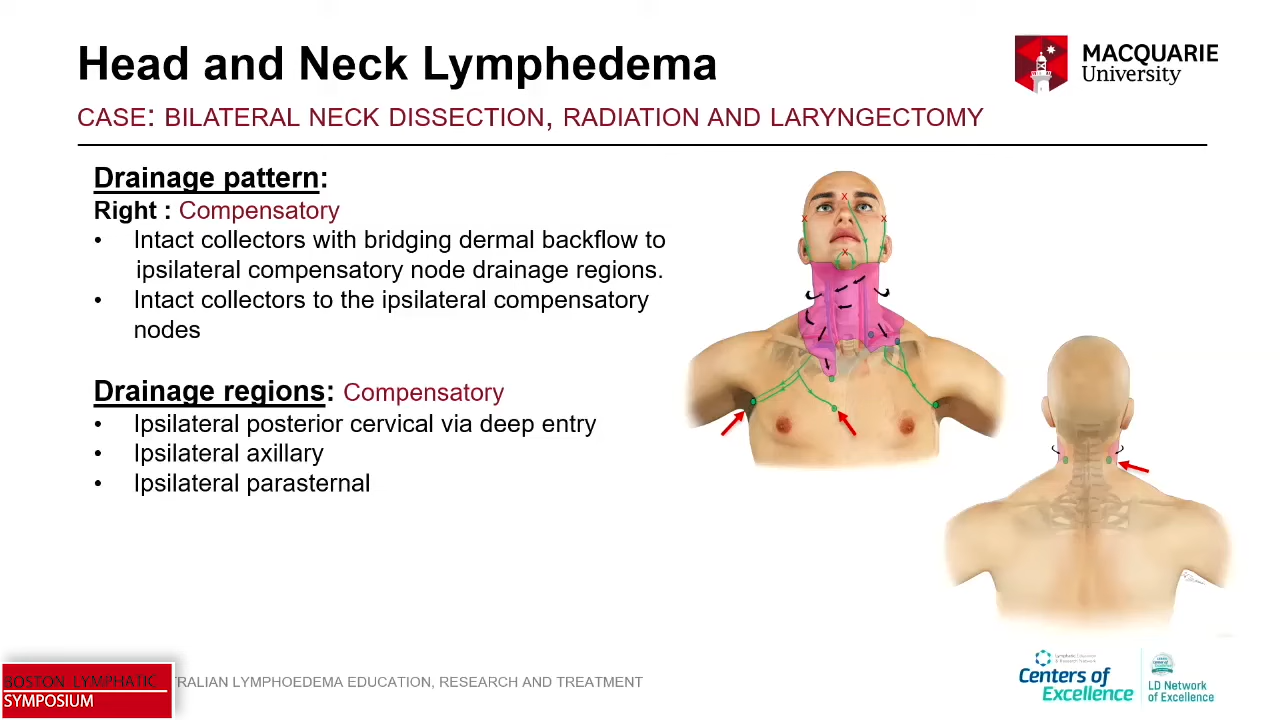 Head and Neck Lymphedema
CASE: BILATERAL NECK DISSECTION, RADIATION AND LARYNGECTOMY
MACQUARIE
University
Drainage pattern:
Right : Compensatory
• Intact collectors with bridging dermal backflow to
ipsilateral compensatory node drainage regions.
• Intact collectors to the ipsilateral compensatory
nodes
Drainage regions: Compensatory
• Ipsilateral posterior cervical via deep entry
• Ipsilateral axillary
• Ipsilateral parasternal
X
X
X
X
BOSTON LYMPHATIC
SYMPOSIUM
RALIAN LYMPHOEDEMA EDUCATION, RESEARCH AND TREATMENT
Centers of
Excellence
LD Network
of Excellence